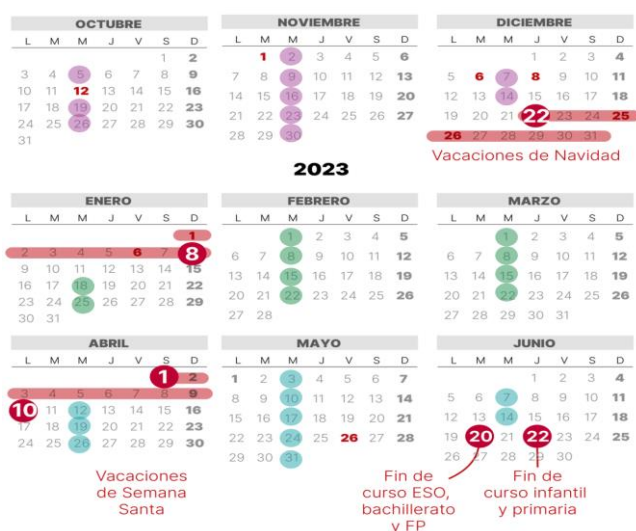 OCTUBRE
L M M J V S D
1 2
3 4 5 6 7 8 9
10 11 12 13 14 15 16
17 18 19 20 21 22 23
24 25 26 27 28 29 30
31
NOVIEMBRE
L M M J V S D
1 2 3 4 5 6
7 8 9 10 11 12 13
14 15 16 17 18 19 20
21 22 23 24 25 26 27
28 29 30
DICIEMBRE
L M M J V S D
1 2 3 4
5 6 7 8 9 10 11
12 13 14 15 16 17 18
19 20 21 22 23 24 25
26 27 28 29 30 31
Vacaciones de Navidad
2023
ENERO
L M M J V S D
1
2 3 4 5 6 7 8
9 10 11 12 13 14 15
16 17 18 19 20 21 22
23 24 25 26 27 28 29
30 31
FEBRERO
L M M J V S D
1 2 3 4 5
6 7 8 9 10 11 12
13 14 15 16 17 18 19
20 21 22 23 24 25 26
27 28
MARZO
L M M J V S D
1 2 3 4 5
6 7 8 9 10 11 12
13 14 15 16 17 18 19
20 21 22 23 24 25 26
27 28 29 30 31
ABRIL
L M M J V S D
1 2
3 4 5 6 7 8 9
10 11 12 13 14 15 16
17 18 19 20 21 22 23
24 25 26 27 28 29 30
Vacaciones
de Semana
Santa
MAYO
L M M J V S D
1 2 3 4 5 6 7
8 9 10 11 12 13 14
15 16 17 18 19 20 21
22 23 24 25 26 27 28
29 30 31
JUNIO
L M M J V S D
1 2 3 4
5 6 7 8 9 10 11
12 13 14 15 16 17 18
19 20 21 22 23 24 25
26 27 28 29 30
Fin de
curso ESO,
bachillerato
y FP
Fin de
curso infantil
y primaria